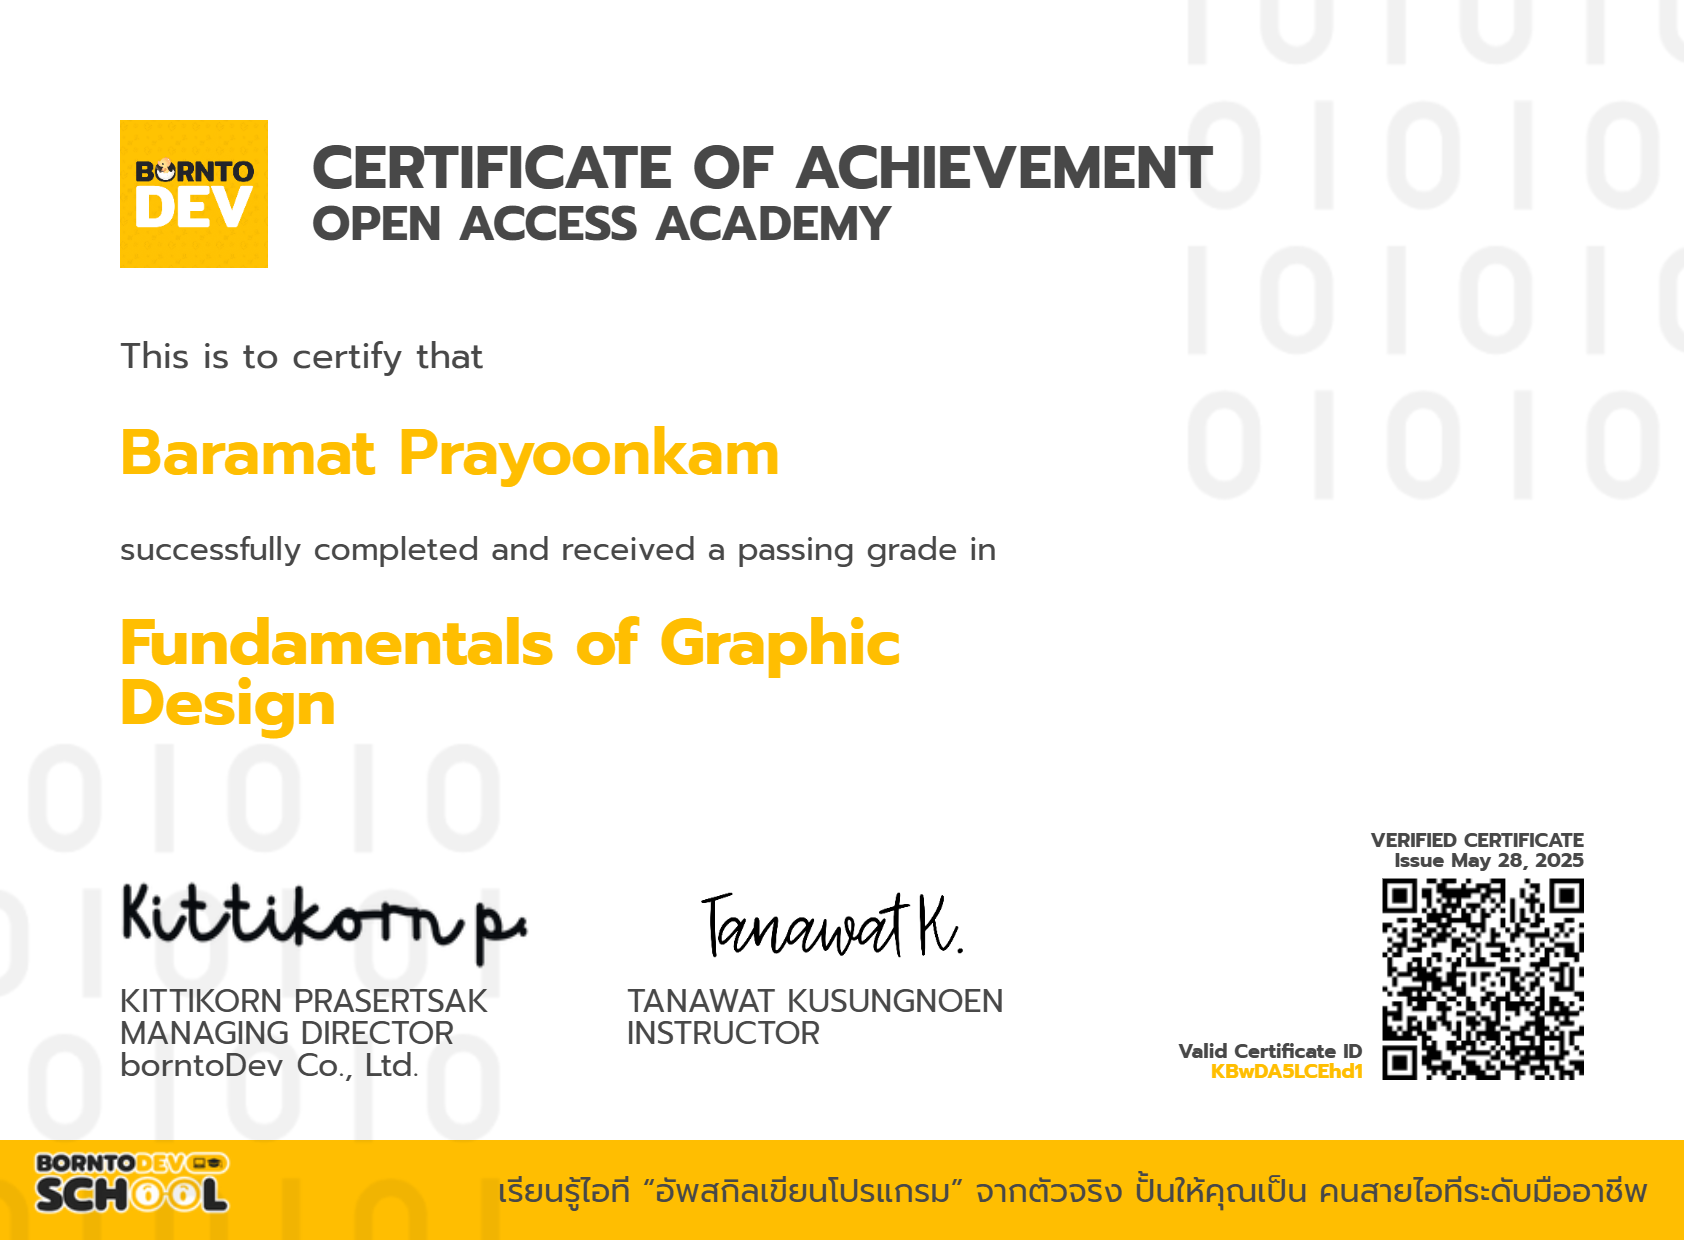 BORNTO
DEV
CERTIFICATE OF ACHIEVEMENT
OPEN ACCESS ACADEMY
This is to certify that
Baramat Prayoonkam
successfully completed and received a passing grade in
Fundamentals of Graphic
Design
VERIFIED CERTIFICATE
Issue May 28, 2025
Kittikorn p.
Tanawat K.
KITTIKORN PRASERTSAK
MANAGING DIRECTOR
borntoDev Co., Ltd.
TANAWAT KUSUNGNOEN
INSTRUCTOR
Valid Certificate ID
KBwDA5LCEhd1
BORNTODEV
SCHOOL
เรียนรู้ไอที “อัพสกิลเขียนโปรแกรม” จากตัวจริง ปั้นให้คุณเป็น คนสายไอทีระดับมืออาชีพ